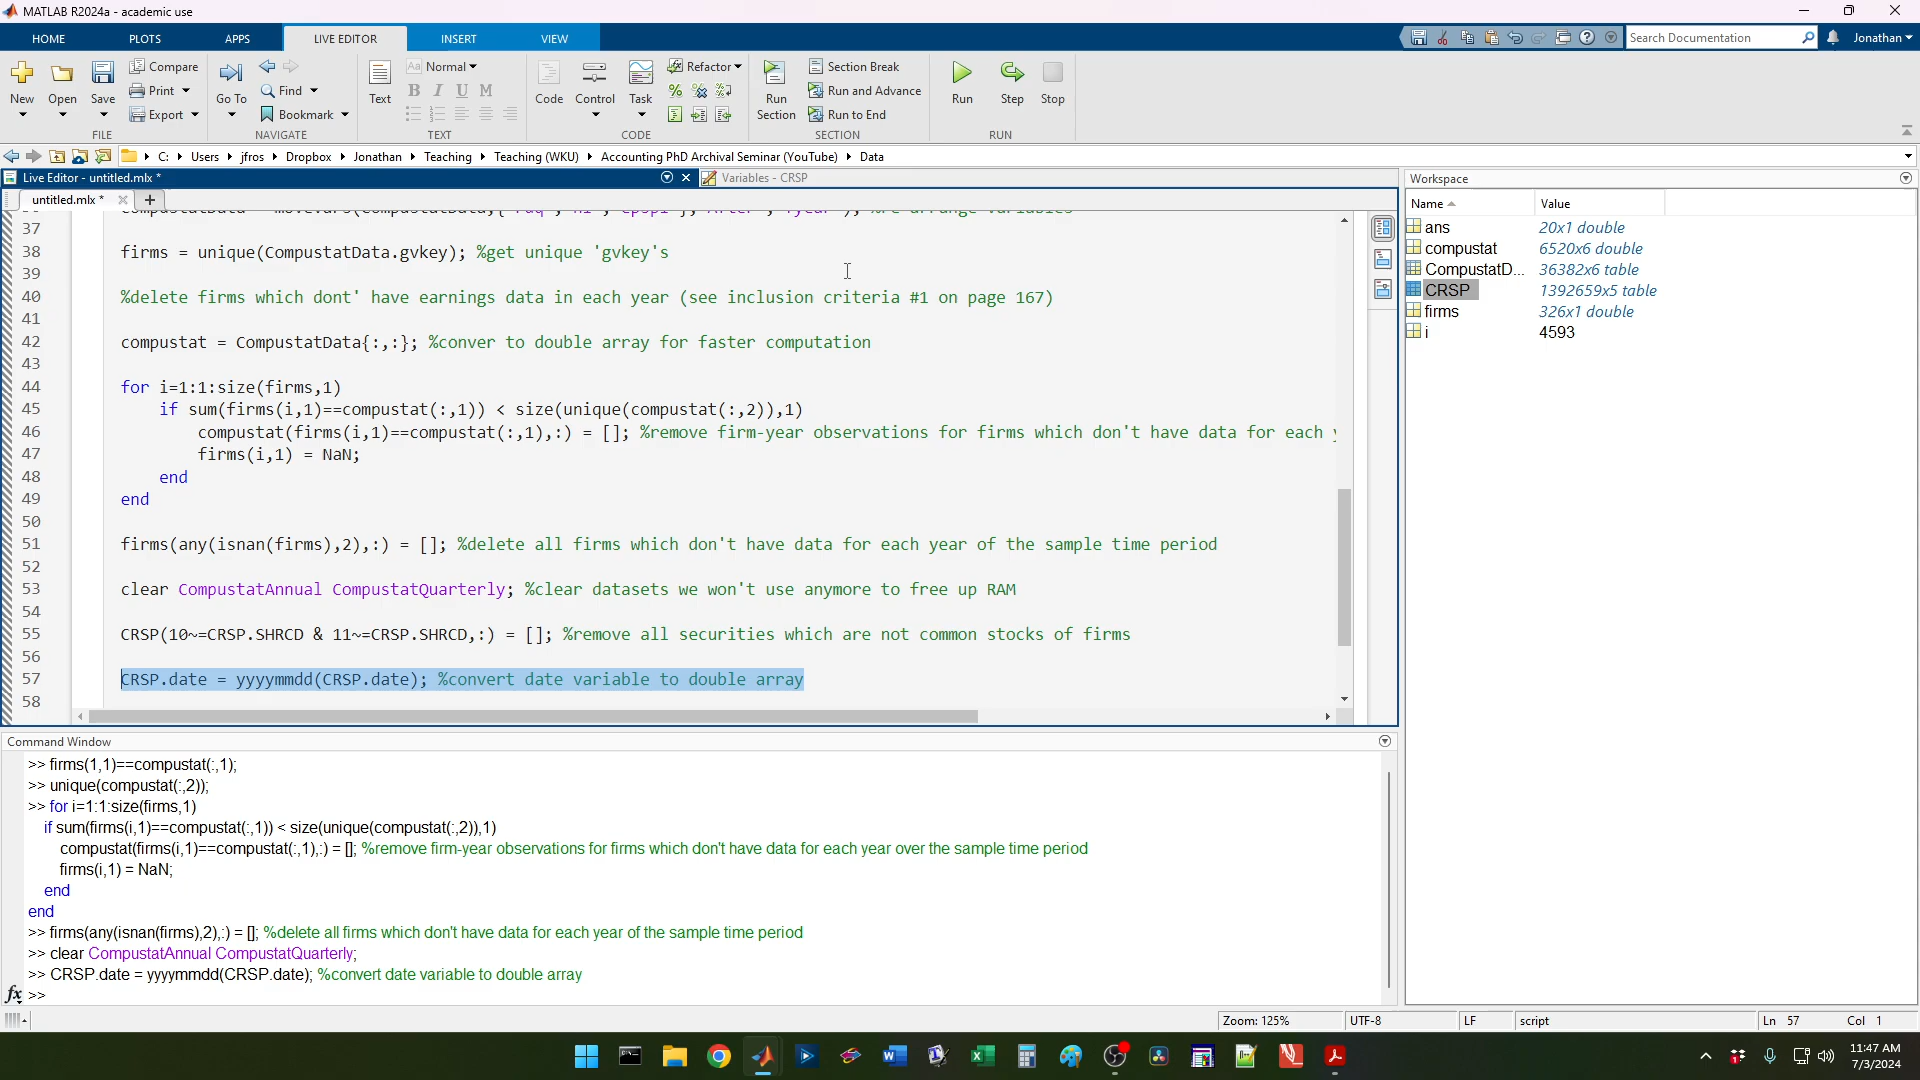 MATLAB R2024a - academic use
HOME PLOTS APPS LIVE EDITOR INSERT VIEW
Search Documentation
Jonathan
New Open Save Compare Print Export
FILE
Go To Find Bookmark
NAVIGATE
Text Aa Normal B I U M
TEXT
Code Control Task Refactor
CODE
Run Section Section Break Run and Advance Run to End
SECTION
Run Step Stop
RUN
C: Users jfros Dropbox Jonathan Teaching Teaching (WKU) Accounting PhD Archival Seminar (YouTube) Data
Live Editor - untitled.mlx *
Variables - CRSP
untitled.mlx *
37
38 firms = unique(CompustatData.gvkey); %get unique 'gvkey's
39
40 %delete firms which dont' have earnings data in each year (see inclusion criteria #1 on page 167)
41
42 compustat = CompustatData{:,:}; %conver to double array for faster computation
43
44 for i=1:1:size(firms,1)
45 if sum(firms(i,1)==compustat(:,1)) < size(unique(compustat(:,2)),1)
46 compustat(firms(i,1)==compustat(:,1),:) = []; %remove firm-year observations for firms which don't have data for each
47 firms(i,1) = NaN;
48 end
49 end
50
51 firms(any(isnan(firms),2),:) = []; %delete all firms which don't have data for each year of the sample time period
52
53 clear CompustatAnnual CompustatQuarterly; %clear datasets we won't use anymore to free up RAM
54
55 CRSP(10~=CRSP.SHRCD & 11~=CRSP.SHRCD,:) = []; %remove all securities which are not common stocks of firms
56
57 CRSP.date = yyyymmdd(CRSP.date); %convert date variable to double array
58
Workspace
Name Value
ans 20x1 double
compustat 6520x6 double
CompustatD... 36382x6 table
CRSP 1392659x5 table
firms 326x1 double
i 4593
Command Window
>> firms(1,1)==compustat(:,1);
>> unique(compustat(:,2));
>> for i=1:1:size(firms,1)
if sum(firms(i,1)==compustat(:,1)) < size(unique(compustat(:,2)),1)
compustat(firms(i,1)==compustat(:,1),:) = []; %remove firm-year observations for firms which don't have data for each year over the sample time period
firms(i,1) = NaN;
end
end
>> firms(any(isnan(firms),2),:) = []; %delete all firms which don't have data for each year of the sample time period
>> clear CompustatAnnual CompustatQuarterly;
>> CRSP.date = yyyymmdd(CRSP.date); %convert date variable to double array
fx >>
Zoom: 125% UTF-8 LF script Ln 57 Col 1
11:47 AM
7/3/2024